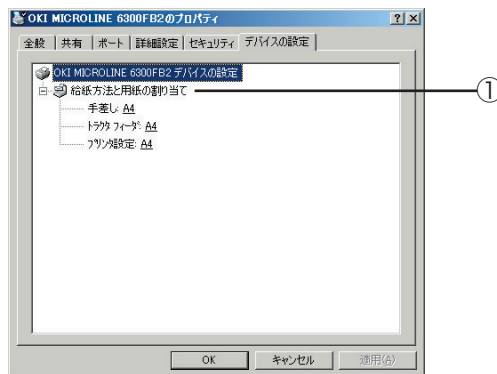 OKI MICROLINE 6300FB2のプロパティ
全般 共有 ポート 詳細設定 セキュリティ デバイスの設定
OKI MICROLINE 6300FB2 デバイスの設定
給紙方法と用紙の割り当て ①
手差し: A4
トラクタ フィーダ: A4
プリンタ設定: A4
OK キャンセル 適用(A)